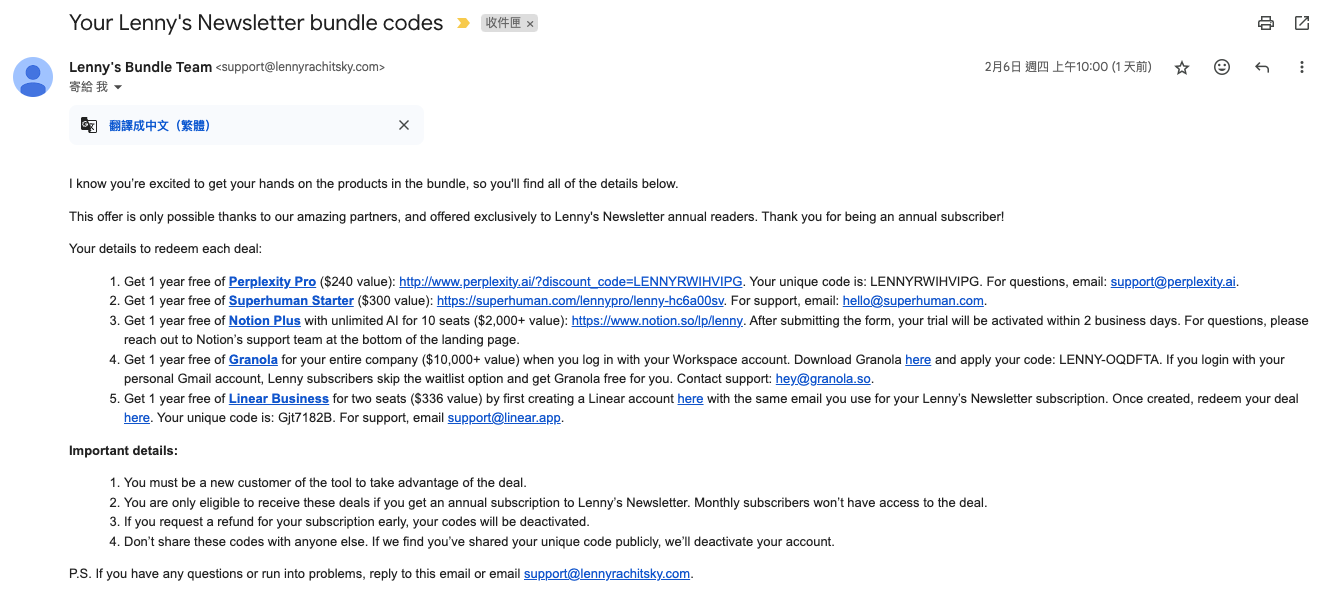 Your Lenny's Newsletter bundle codes
收件匣 ×
Lenny's Bundle Team <support@lennyrachitsky.com>
2月6日 週四 上午10:00 (1 天前)
寄給 我
翻譯成中文（繁體）
I know you’re excited to get your hands on the products in the bundle, so you'll find all of the details below.
This offer is only possible thanks to our amazing partners, and offered exclusively to Lenny's Newsletter annual readers. Thank you for being an annual subscriber!
Your details to redeem each deal:
1. Get 1 year free of Perplexity Pro ($240 value): http://www.perplexity.ai/?discount_code=LENNYRWIHVIPG. Your unique code is: LENNYRWIHVIPG. For questions, email: support@perplexity.ai.
2. Get 1 year free of Superhuman Starter ($300 value): https://superhuman.com/lennypro/lenny-hc6a00sv. For support, email: hello@superhuman.com.
3. Get 1 year free of Notion Plus with unlimited AI for 10 seats ($2,000+ value): https://www.notion.so/lp/lenny. After submitting the form, your trial will be activated within 2 business days. For questions, please
reach out to Notion’s support team at the bottom of the landing page.
4. Get 1 year free of Granola for your entire company ($10,000+ value) when you log in with your Workspace account. Download Granola here and apply your code: LENNY-OQDFTA. If you login with your
personal Gmail account, Lenny subscribers skip the waitlist option and get Granola free for you. Contact support: hey@granola.so.
5. Get 1 year free of Linear Business for two seats ($336 value) by first creating a Linear account here with the same email you use for your Lenny’s Newsletter subscription. Once created, redeem your deal
here. Your unique code is: Gjt7182B. For support, email support@linear.app.
Important details:
1. You must be a new customer of the tool to take advantage of the deal.
2. You are only eligible to receive these deals if you get an annual subscription to Lenny’s Newsletter. Monthly subscribers won’t have access to the deal.
3. If you request a refund for your subscription early, your codes will be deactivated.
4. Don’t share these codes with anyone else. If we find you’ve shared your unique code publicly, we’ll deactivate your account.
P.S. If you have any questions or run into problems, reply to this email or email support@lennyrachitsky.com.